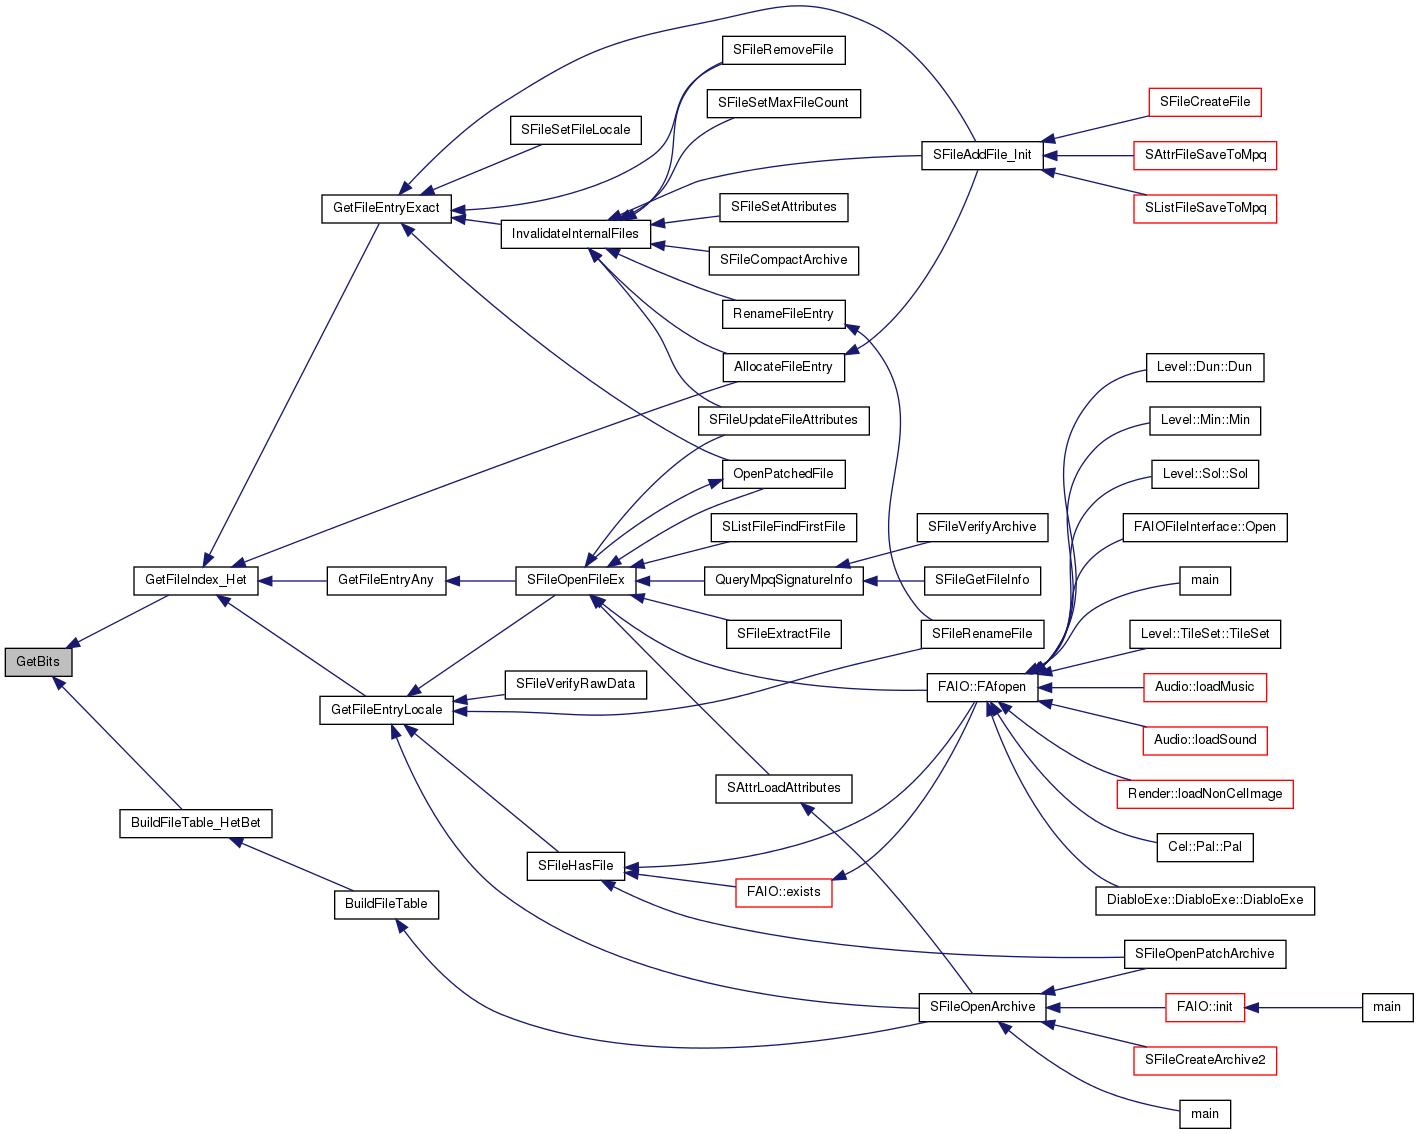 SFileRemoveFile
SFileSetMaxFileCount
SFileCreateFile
SFileSetFileLocale
SFileAddFile_Init
SAttrFileSaveToMpq
GetFileEntryExact
SFileSetAttributes
SListFileSaveToMpq
InvalidateInternalFiles
SFileCompactArchive
RenameFileEntry
AllocateFileEntry
Level::Dun::Dun
SFileUpdateFileAttributes
Level::Min::Min
OpenPatchedFile
Level::Sol::Sol
SListFileFindFirstFile
SFileVerifyArchive
FAIOFileInterface::Open
GetFileIndex_Het
GetFileEntryAny
SFileOpenFileEx
QueryMpqSignatureInfo
SFileGetFileInfo
main
SFileExtractFile
SFileRenameFile
Level::TileSet::TileSet
GetBits
SFileVerifyRawData
FAIO::FAfopen
Audio::loadMusic
GetFileEntryLocale
Audio::loadSound
SAttrLoadAttributes
Render::loadNonCelImage
BuildFileTable_HetBet
Cel::Pal::Pal
SFileHasFile
FAIO::exists
DiabloExe::DiabloExe::DiabloExe
BuildFileTable
SFileOpenPatchArchive
SFileOpenArchive
FAIO::init
main
SFileCreateArchive2
main